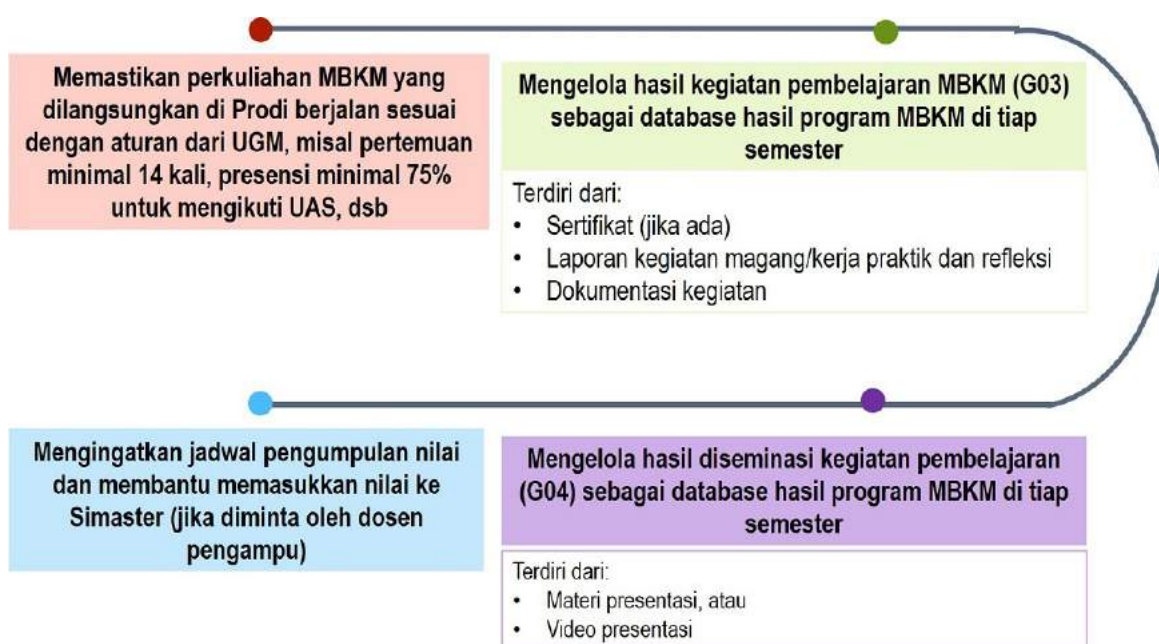 Memastikan perkuliahan MBKM yang
dilangsungkan di Prodi berjalan sesuai
dengan aturan dari UGM, misal pertemuan
minimal 14 kali, presensi minimal 75%
untuk mengikuti UAS, dsb
Mengelola hasil kegiatan pembelajaran MBKM (G03)
sebagai database hasil program MBKM di tiap
semester
Terdiri dari:
• Sertifikat (jika ada)
• Laporan kegiatan magang/kerja praktik dan refleksi
• Dokumentasi kegiatan
Mengelola hasil diseminasi kegiatan pembelajaran
(G04) sebagai database hasil program MBKM di tiap
semester
Terdiri dari:
• Materi presentasi, atau
• Video presentasi
Mengingatkan jadwal pengumpulan nilai
dan membantu memasukkan nilai ke
Simaster (jika diminta oleh dosen
pengampu)